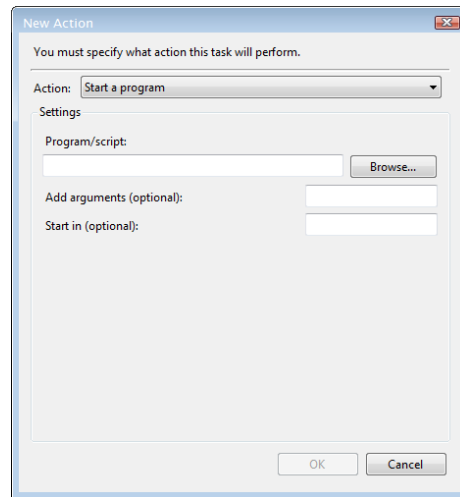 New Action
You must specify what action this task will perform.
Action: Start a program
Settings
Program/script:
Browse...
Add arguments (optional):
Start in (optional):
OK Cancel